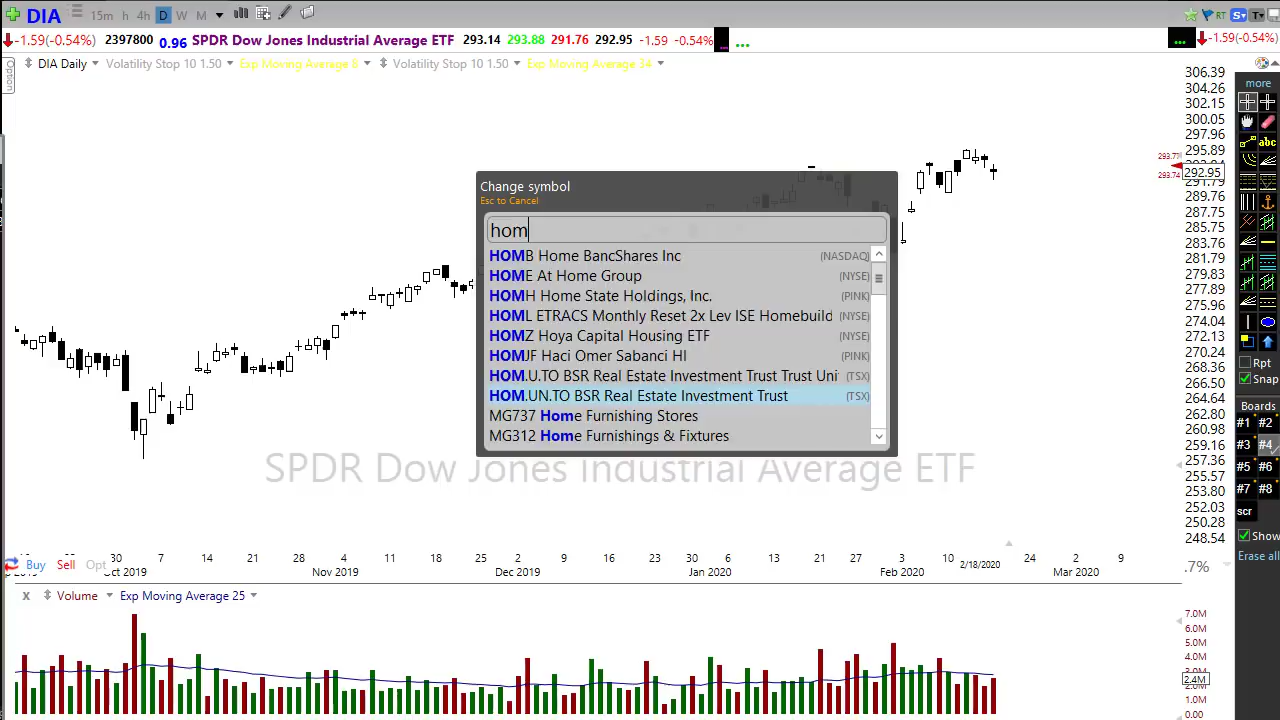 DIA 15m h 4h D W M RT S T
-1.59(-0.54%) 2397800 0.96 SPDR Dow Jones Industrial Average ETF 293.14 293.88 291.76 292.95 -1.59 -0.54% ... ... -1.59(-0.54%)
DIA Daily Volatility Stop 10 1.50 Exp Moving Average 8 Volatility Stop 10 1.50 Exp Moving Average 34
Option
306.39
304.26
302.15
300.05
297.96
295.89
293.74
292.95
291.79
289.76
287.75
285.75
283.76
281.79
279.83
277.89
275.96
274.04
272.13
270.24
268.36
266.50
264.64
262.80
260.98
259.16
257.36
255.57
253.80
252.03
250.28
248.54
more
abc
Rpt
Snap
Boards
#1 #2
#3 #4
#5 #6
#7 #8
scr
Show
Erase all
Change symbol
Esc to Cancel
hom
HOMB Home BancShares Inc (NASDAQ)
HOME At Home Group (NYSE)
HOMH Home State Holdings, Inc. (PINK)
HOML ETRACS Monthly Reset 2x Lev ISE Homebuild (NYSE)
HOMZ Hoya Capital Housing ETF (NYSE)
HOMJF Haci Omer Sabanci HI (PINK)
HOM.U.TO BSR Real Estate Investment Trust Trust Uni (TSX)
HOM.UN.TO BSR Real Estate Investment Trust (TSX)
MG737 Home Furnishing Stores
MG312 Home Furnishings & Fixtures
SPDR Dow Jones Industrial Average ETF
30 7 14 21 28 4 11 18 25 2 9 16 23 30 6 13 21 27 3 10 24 2 9
Buy Sell Opt Oct 2019 Nov 2019 Dec 2019 Jan 2020 Feb 2020 2/18/2020 Mar 2020 .7%
x Volume Exp Moving Average 25
7.0M
6.0M
5.0M
4.0M
3.0M
2.4M
2.0M
1.0M
0.00